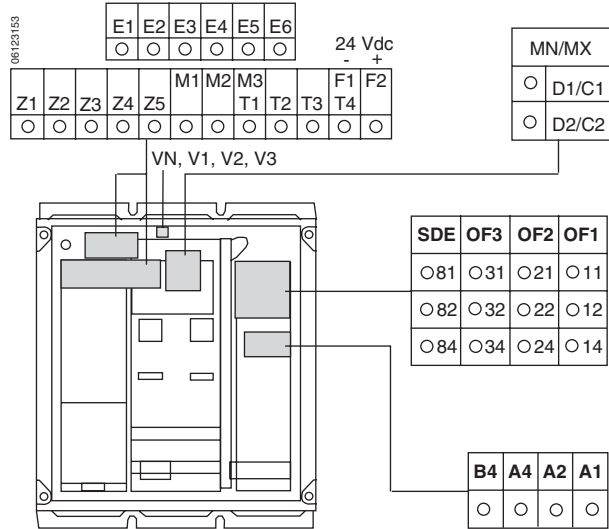 06123153
E1 E2 E3 E4 E5 E6
24 Vdc
- +
M1 M2 M3 F1 F2
Z1 Z2 Z3 Z4 Z5 T1 T2 T3 T4
MN/MX
D1/C1
D2/C2
VN, V1, V2, V3
SDE OF3 OF2 OF1
81 31 21 11
82 32 22 12
84 34 24 14
B4 A4 A2 A1